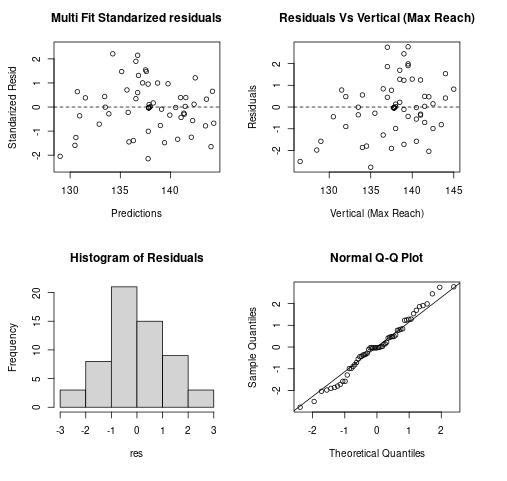 Multi Fit Standarized residuals
Standarized Resid
2
1
0
-1
-2
130 135 140
Predictions
Residuals Vs Vertical (Max Reach)
Residuals
2
1
0
-1
-2
130 135 140 145
Vertical (Max Reach)
Histogram of Residuals
Frequency
20
15
10
5
0
-3 -2 -1 0 1 2 3
res
Normal Q-Q Plot
Sample Quantiles
2
1
0
-1
-2
-2 -1 0 1 2
Theoretical Quantiles